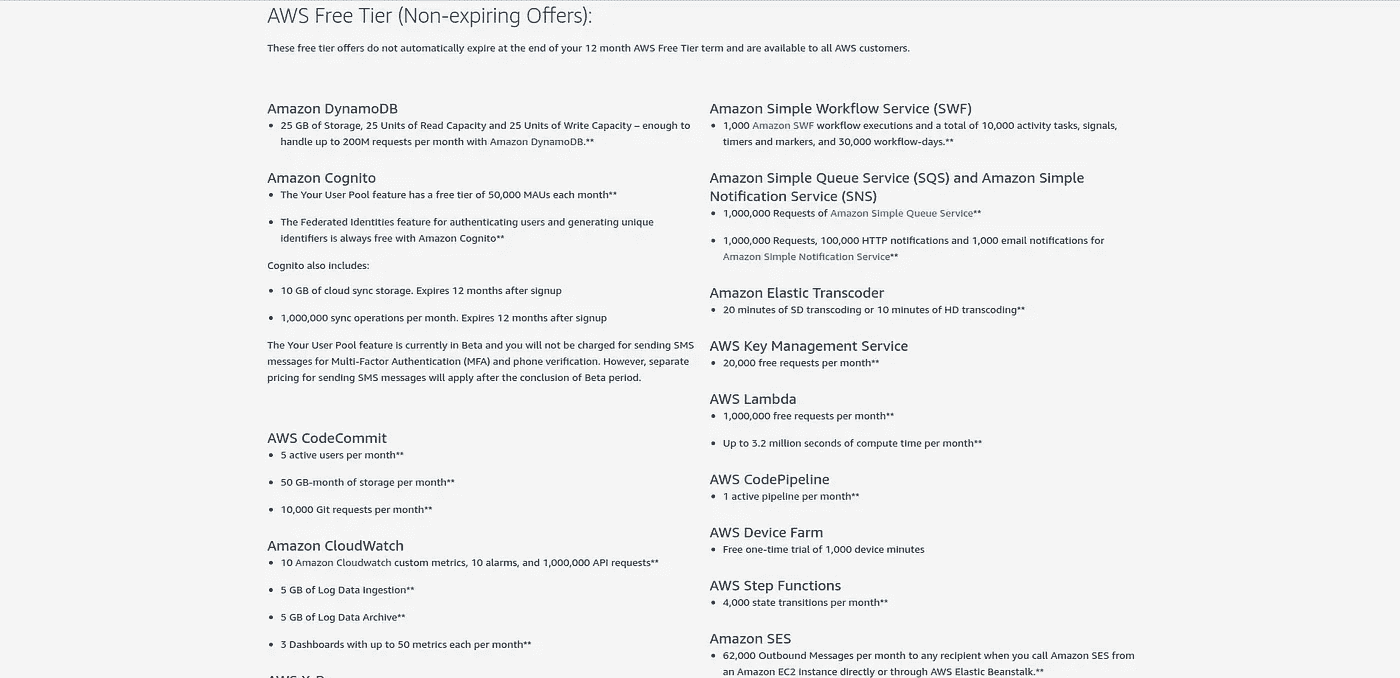 AWS Free Tier (Non-expiring Offers):
These free tier offers do not automatically expire at the end of your 12 month AWS Free Tier term and are available to all AWS customers.
Amazon DynamoDB
• 25 GB of Storage, 25 Units of Read Capacity and 25 Units of Write Capacity – enough to
handle up to 200M requests per month with Amazon DynamoDB.**
Amazon Cognito
• The Your User Pool feature has a free tier of 50,000 MAUs each month**
• The Federated Identities feature for authenticating users and generating unique
identifiers is always free with Amazon Cognito**
Cognito also includes:
• 10 GB of cloud sync storage. Expires 12 months after signup
• 1,000,000 sync operations per month. Expires 12 months after signup
The Your User Pool feature is currently in Beta and you will not be charged for sending SMS
messages for Multi-Factor Authentication (MFA) and phone verification. However, separate
pricing for sending SMS messages will apply after the conclusion of Beta period.
AWS CodeCommit
• 5 active users per month**
• 50 GB-month of storage per month**
• 10,000 Git requests per month**
Amazon CloudWatch
• 10 Amazon Cloudwatch custom metrics, 10 alarms, and 1,000,000 API requests**
• 5 GB of Log Data Ingestion**
• 5 GB of Log Data Archive**
• 3 Dashboards with up to 50 metrics each per month**
Amazon Simple Workflow Service (SWF)
• 1,000 Amazon SWF workflow executions and a total of 10,000 activity tasks, signals,
timers and markers, and 30,000 workflow-days.**
Amazon Simple Queue Service (SQS) and Amazon Simple
Notification Service (SNS)
• 1,000,000 Requests of Amazon Simple Queue Service**
• 1,000,000 Requests, 100,000 HTTP notifications and 1,000 email notifications for
Amazon Simple Notification Service**
Amazon Elastic Transcoder
• 20 minutes of SD transcoding or 10 minutes of HD transcoding**
AWS Key Management Service
• 20,000 free requests per month**
AWS Lambda
• 1,000,000 free requests per month**
• Up to 3.2 million seconds of compute time per month**
AWS CodePipeline
• 1 active pipeline per month**
AWS Device Farm
• Free one-time trial of 1,000 device minutes
AWS Step Functions
• 4,000 state transitions per month**
Amazon SES
• 62,000 Outbound Messages per month to any recipient when you call Amazon SES from
an Amazon EC2 instance directly or through AWS Elastic Beanstalk.**